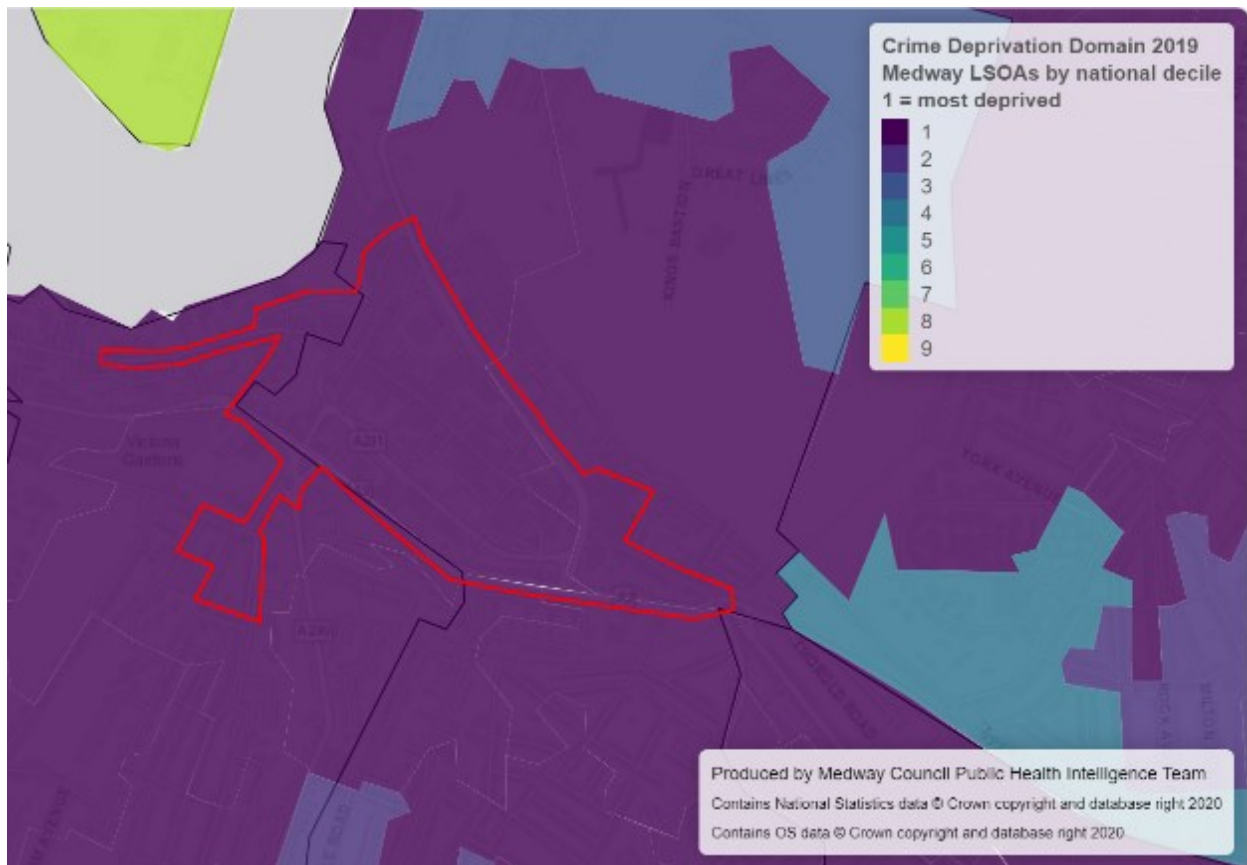 Crime Deprivation Domain 2019
Medway LSOAs by national decile
1 = most deprived
1
2
3
4
5
6
7
8
9
GREAT LINES
KINGS BASTION
A231
Victoria
Gardens
YORK AVENUE
A2
A230
Produced by Medway Council Public Health Intelligence Team
Contains National Statistics data © Crown copyright and database right 2020
Contains OS data © Crown copyright and database right 2020